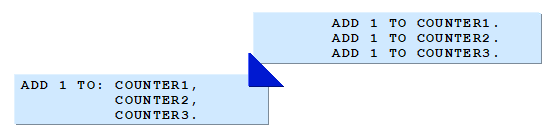 ADD 1 TO COUNTER1.
ADD 1 TO COUNTER2.
ADD 1 TO COUNTER3.
ADD 1 TO: COUNTER1,
COUNTER2,
COUNTER3.